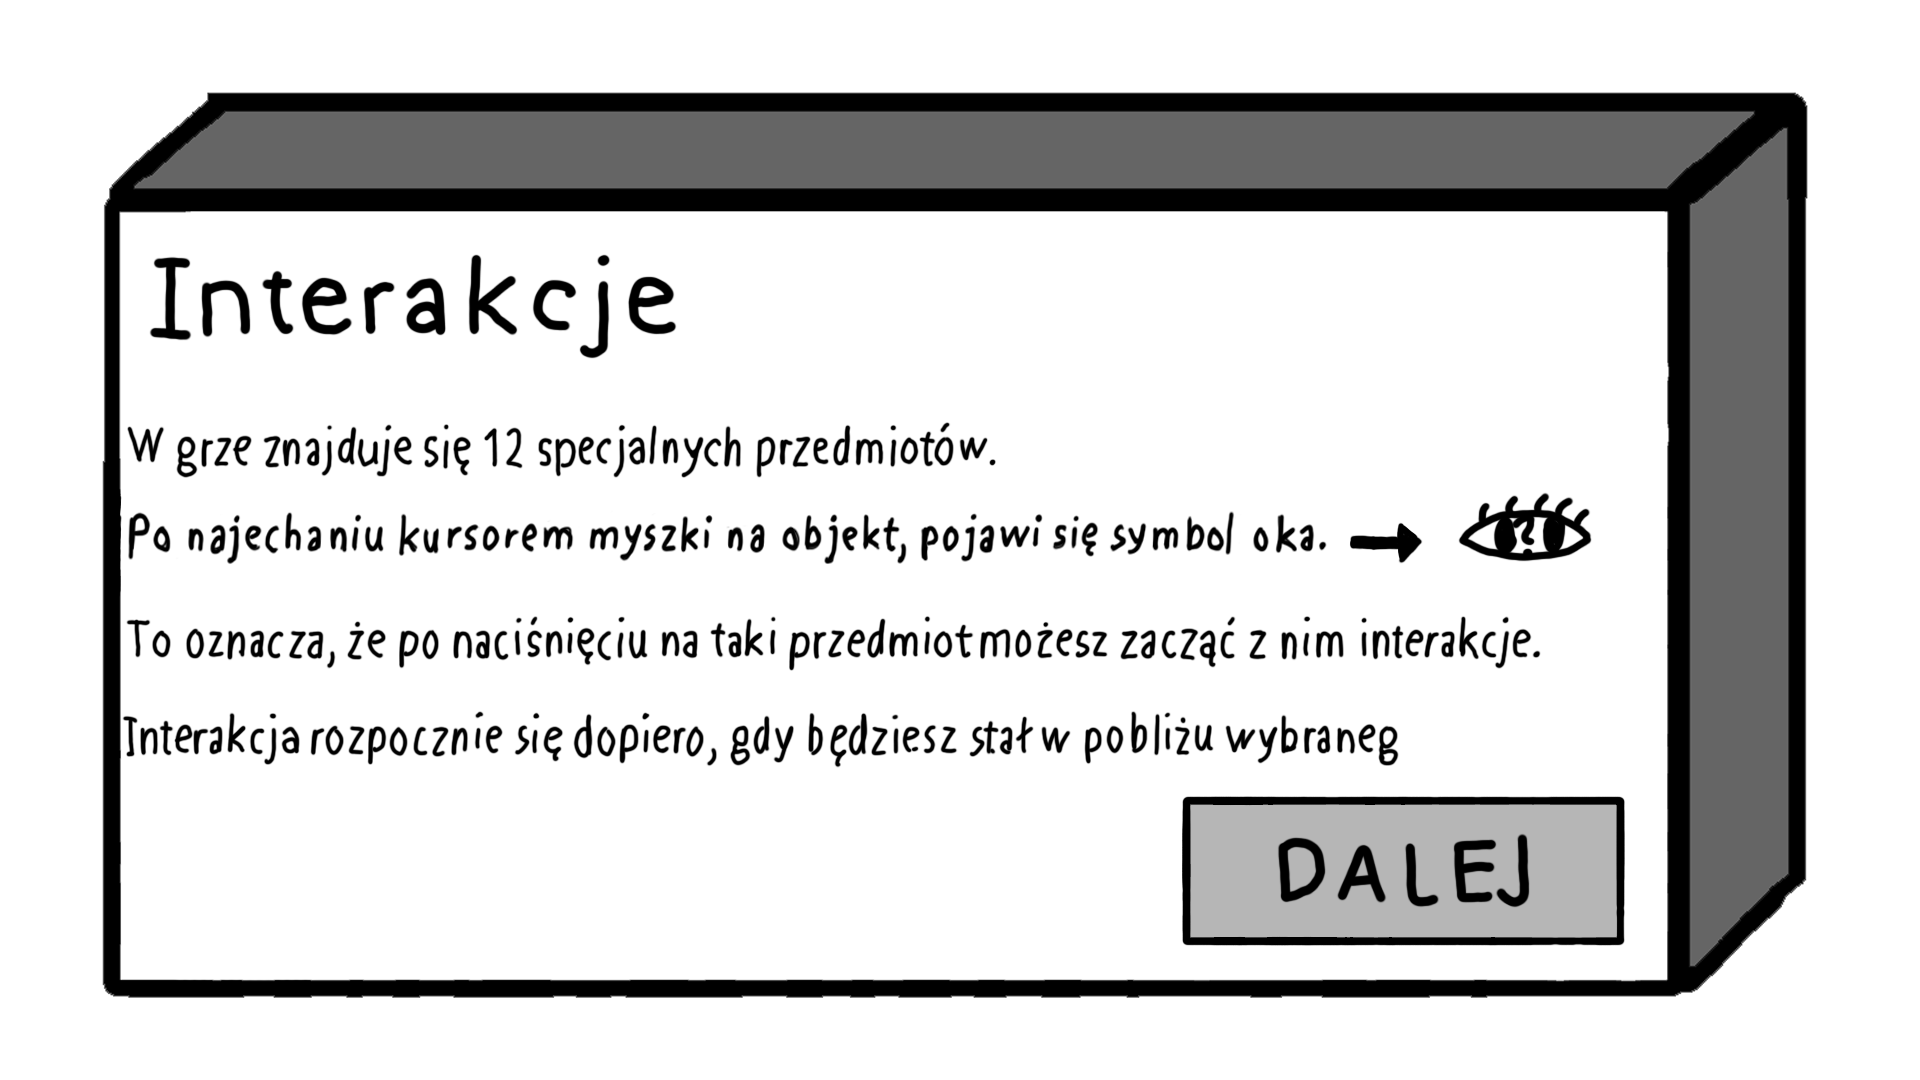 Interakcje
W grze znajduje się 12 specjalnych przedmiotów.
Po najechaniu kursorem myszki na objekt, pojawi się symbol oka.
To oznacza, że po naciśnięciu na taki przedmiot możesz zacząć z nim interakcje.
Interakcja rozpocznie się dopiero, gdy będziesz stał w pobliżu wybraneg
DALEJ